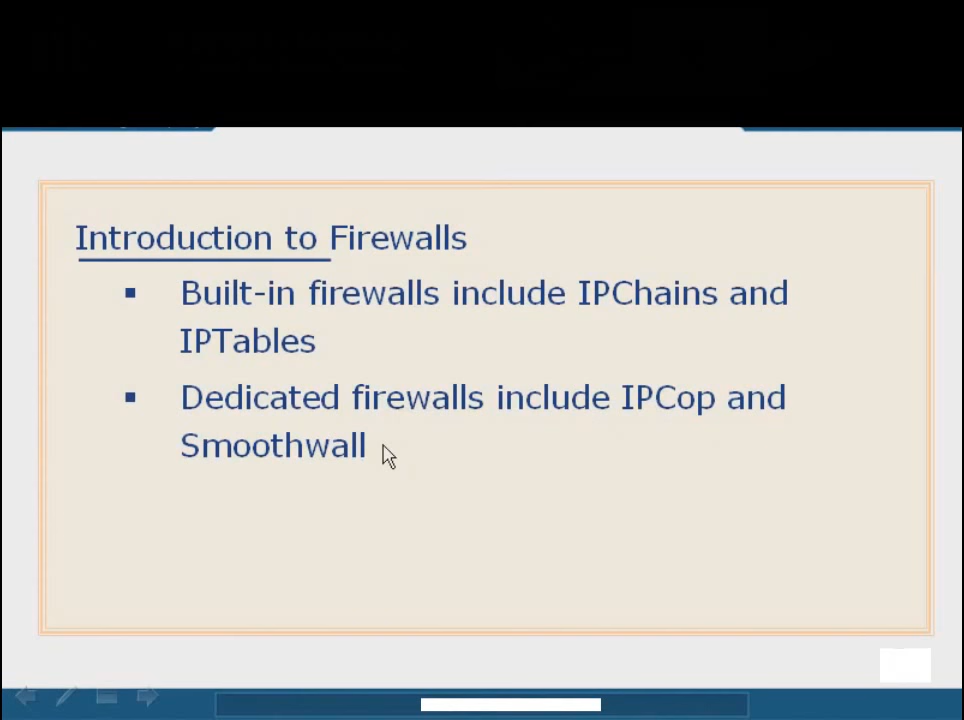 Introduction to Firewalls
▪ Built-in firewalls include IPChains and
IPTables
▪ Dedicated firewalls include IPCop and
Smoothwall